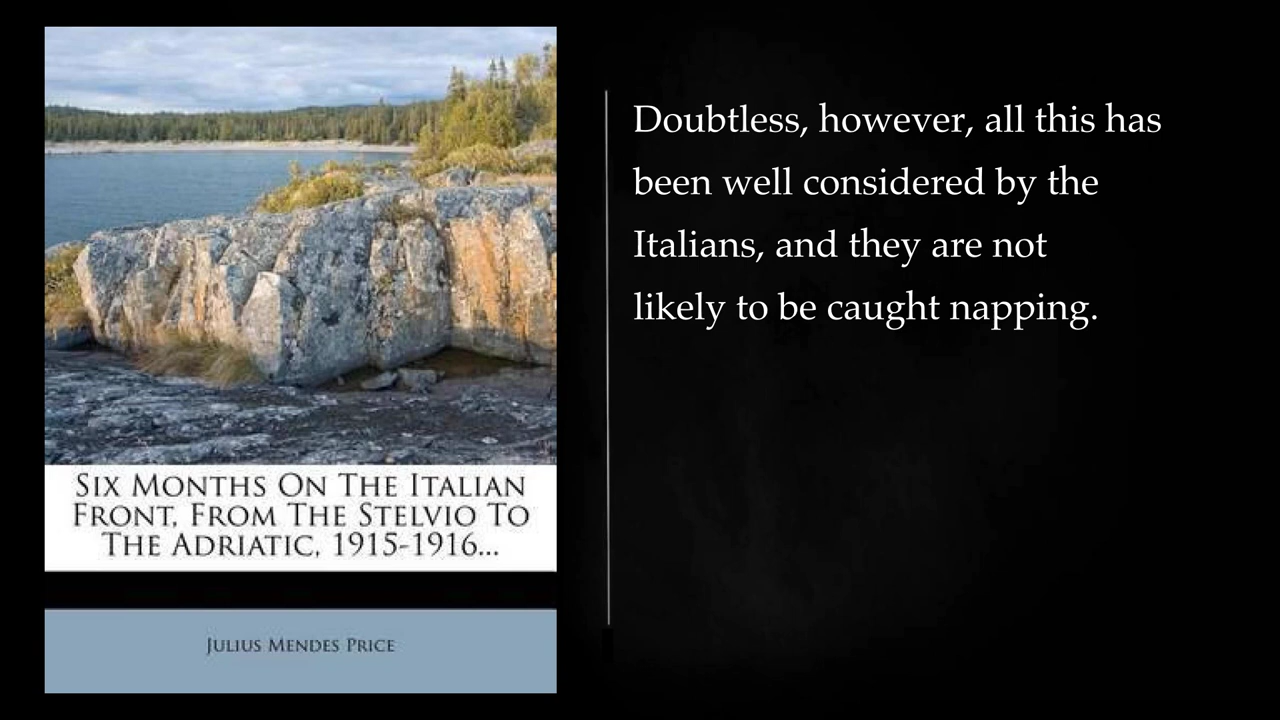 Doubtless, however, all this has
been well considered by the
Italians, and they are not
likely to be caught napping.
Six Months On The Italian
Front, From The Stelvio To
The Adriatic, 1915-1916...
Julius Mendes Price